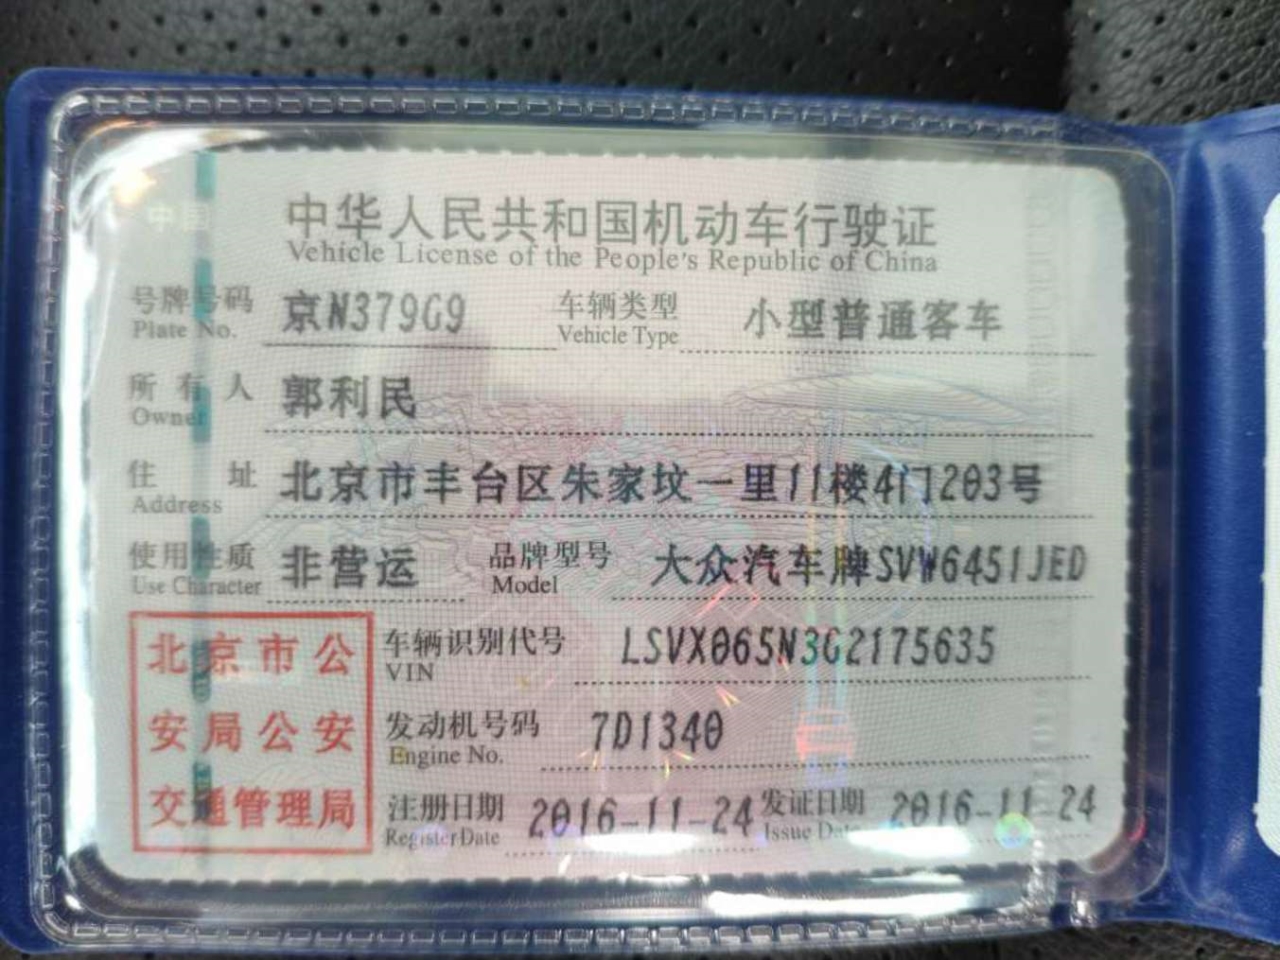 中华人民共和国机动车行驶证
Vehicle License of the People's Republic of China
号牌号码 京N379G9 车辆类型 小型普通客车
Plate No. Vehicle Type
所有人 郭利民
Owner
住址 北京市丰台区朱家坟一里11楼4门203号
Address
使用性质 非营运 品牌型号 大众汽车牌SVW6451JED
Use Character Model
北京市公
安局公安
交通管理局
车辆识别代号 LSVX065N3G2175635
VIN
发动机号码 7D1340
Engine No.
注册日期 2016-11-24 发证日期 2016-11-24
Register Date Issue Date